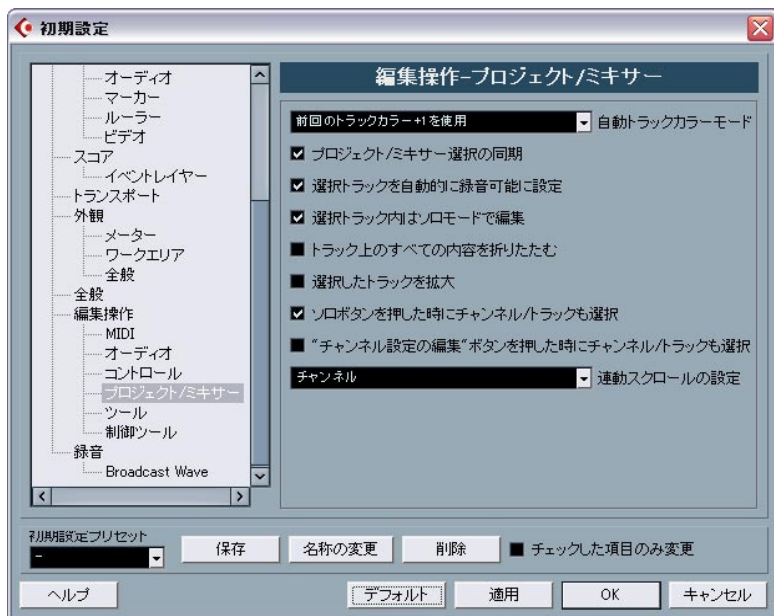 初期設定
オーディオ
マーカー
ルーラー
ビデオ
スコア
イベントレイヤー
トランスポート
外観
メーター
ワークエリア
全般
全般
編集操作
MIDI
オーディオ
コントロール
プロジェクト/ミキサー
ツール
制御ツール
録音
Broadcast Wave
編集操作-プロジェクト/ミキサー
前回のトラックカラー+1を使用 自動トラックカラーモード
プロジェクト/ミキサー選択の同期
選択トラックを自動的に録音可能に設定
選択トラック内はソロモードで編集
トラック上のすべての内容を折りたたむ
選択したトラックを拡大
ソロボタンを押した時にチャンネル/トラックも選択
"チャンネル設定の編集"ボタンを押した時にチャンネル/トラックも選択
チャンネル 連動スクロールの設定
初期設定プリセット
-
保存 名称の変更 削除 チェックした項目のみ変更
ヘルプ デフォルト 適用 OK キャンセル